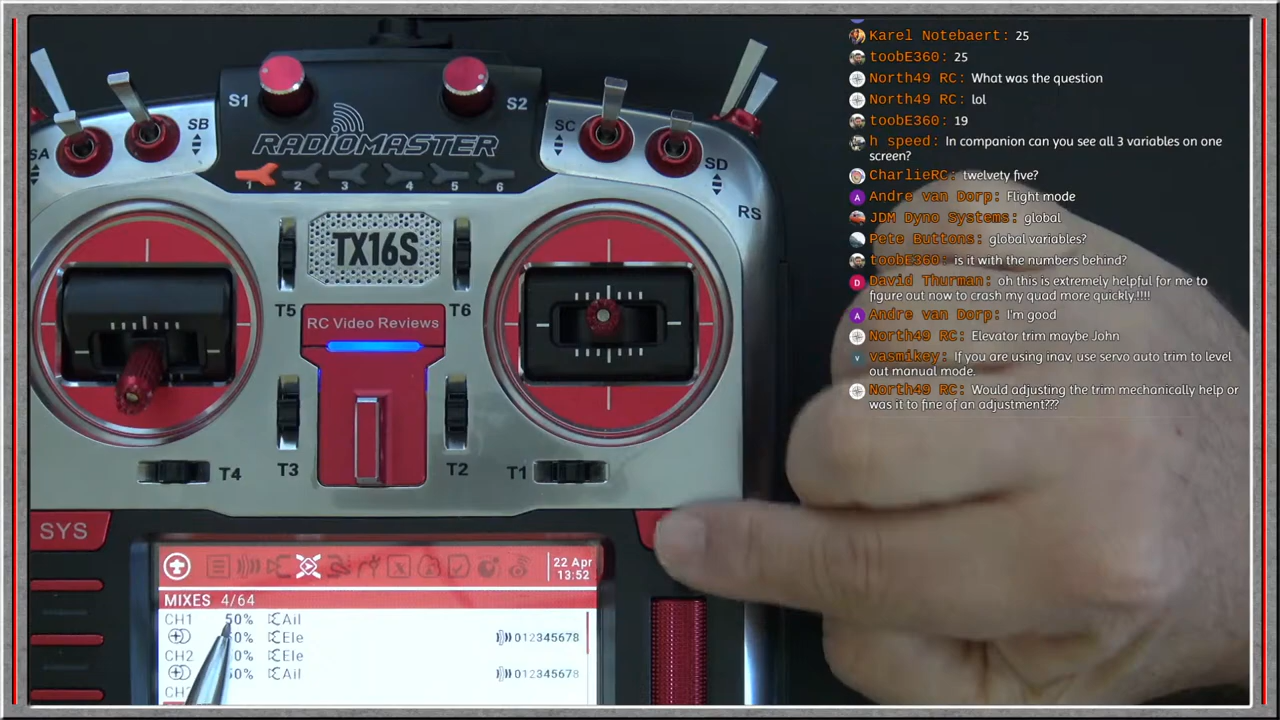 S1
S2
SA
SB
SC
SD
RS
RADIOMASTER
1 2 3 4 5 6
TX16S
T5
T6
RC Video Reviews
T3
T2
T4
T1
SYS
22 Apr
13:52
MIXES 4/64
CH1 50% Ail
Ele 012345678
CH2 Ele
Ail 012345678
Karel Notebaert: 25
toobE360: 25
North49 RC: What was the question
North49 RC: lol
toobE360: 19
h speed: In companion can you see all 3 variables on one
screen?
CharlieRC: twelvety five?
Andre van Dorp: Flight mode
JDM Dyno Systems: global
Pete Buttons: global variables?
toobE360: is it with the numbers behind?
David Thurman: oh this is extremely helpful for me to
figure out now to crash my quad more quickly.!!!!
Andre van Dorp: I'm good
North49 RC: Elevator trim maybe John
vasmikey: If you are using inav, use servo auto trim to level
out manual mode.
North49 RC: Would adjusting the trim mechanically help or
was it to fine of an adjustment???